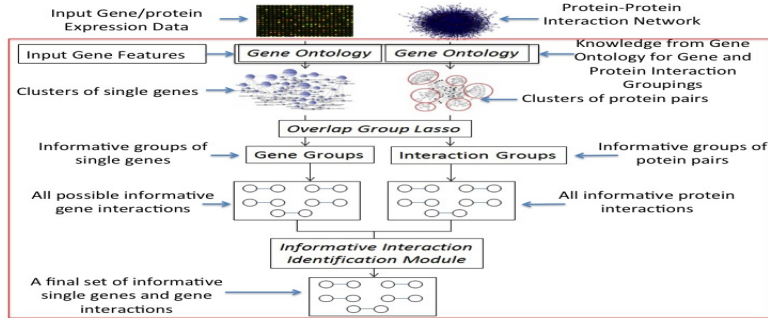 Input Gene/protein
Expression Data
Protein-Protein
Interaction Network
Input Gene Features
Gene Ontology
Gene Ontology
Knowledge from Gene
Ontology for Gene and
Protein Interaction
Groupings
Clusters of single genes
Clusters of protein pairs
Overlap Group Lasso
Informative groups of
single genes
Gene Groups
Interaction Groups
Informative groups of
potein pairs
All possible informative
gene interactions
All informative protein
interactions
Informative Interaction
Identification Module
A final set of informative
single genes and gene
interactions